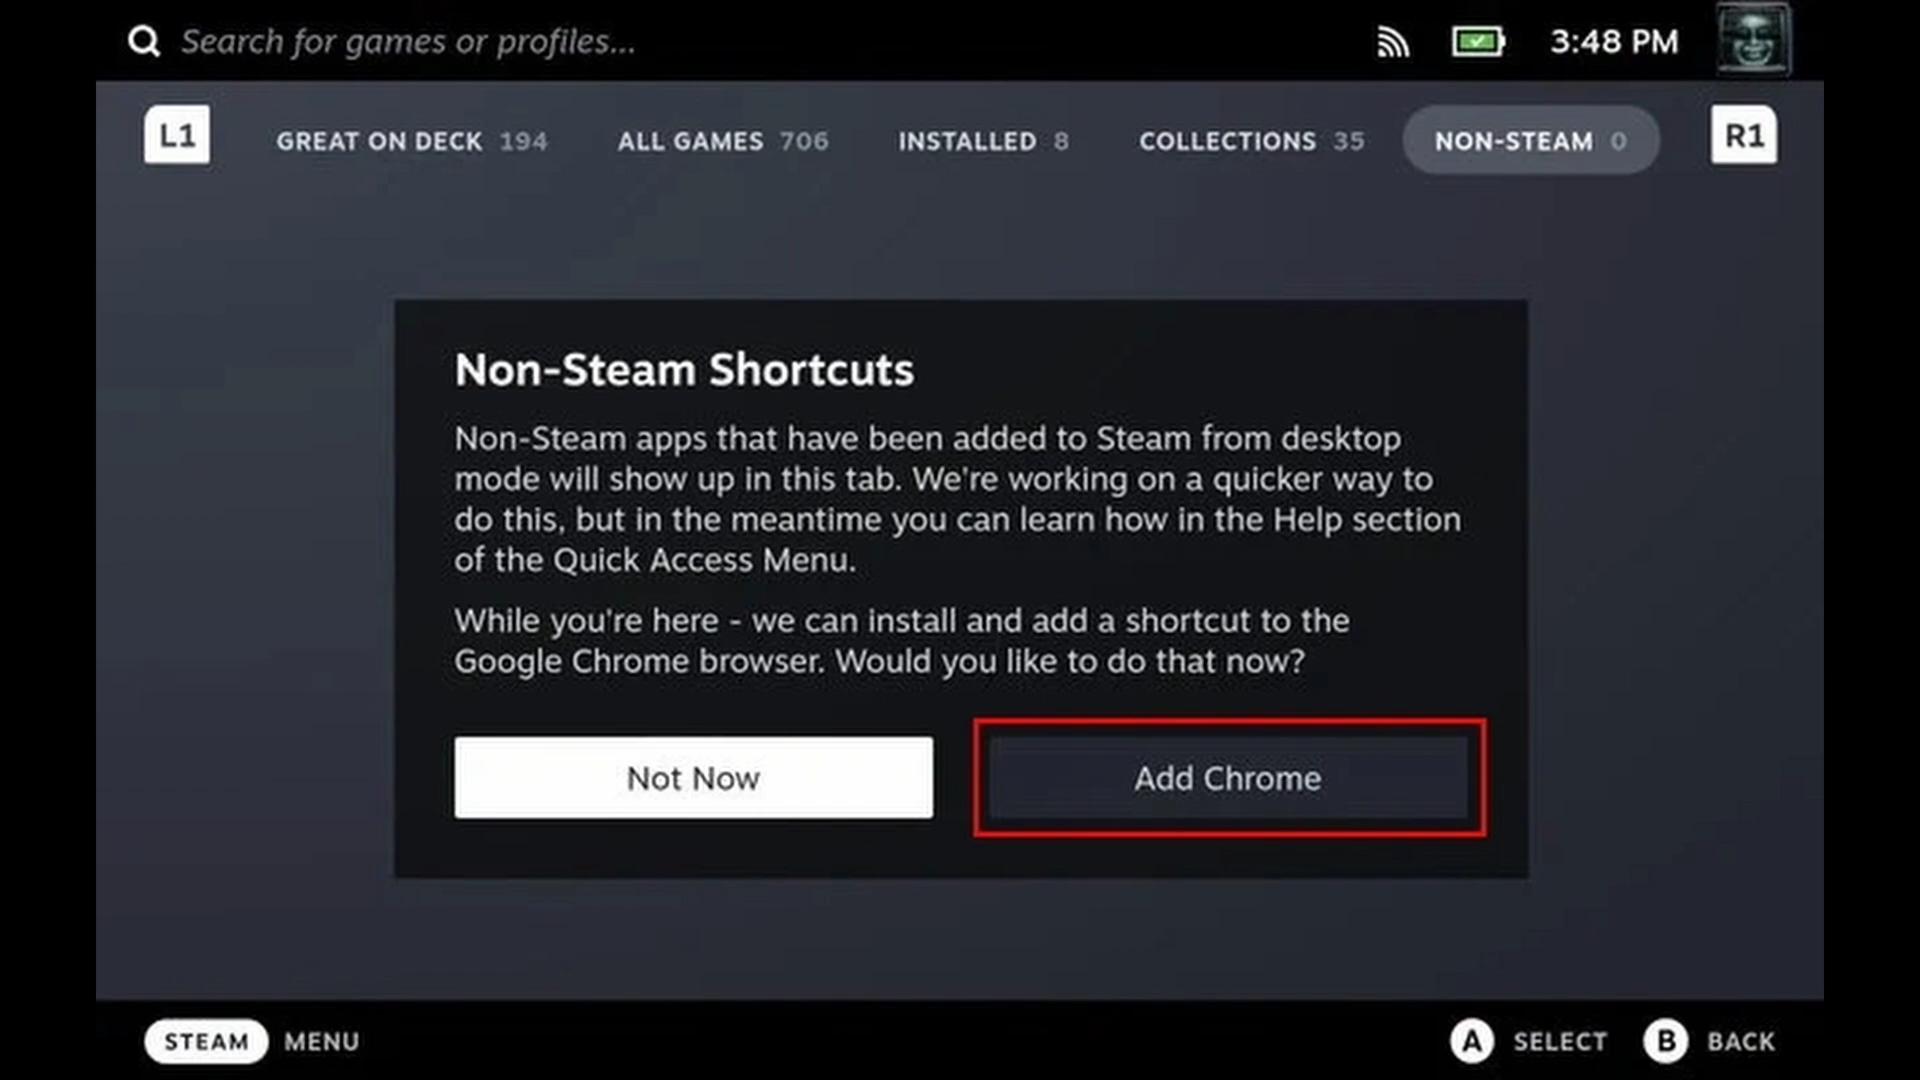 Search for games or profiles...
3:48 PM
L1
GREAT ON DECK 194
ALL GAMES 706
INSTALLED 8
COLLECTIONS 35
NON-STEAM 0
R1
Non-Steam Shortcuts
Non-Steam apps that have been added to Steam from desktop
mode will show up in this tab. We're working on a quicker way to
do this, but in the meantime you can learn how in the Help section
of the Quick Access Menu.
While you're here - we can install and add a shortcut to the
Google Chrome browser. Would you like to do that now?
Not Now
Add Chrome
STEAM MENU
A SELECT
B BACK